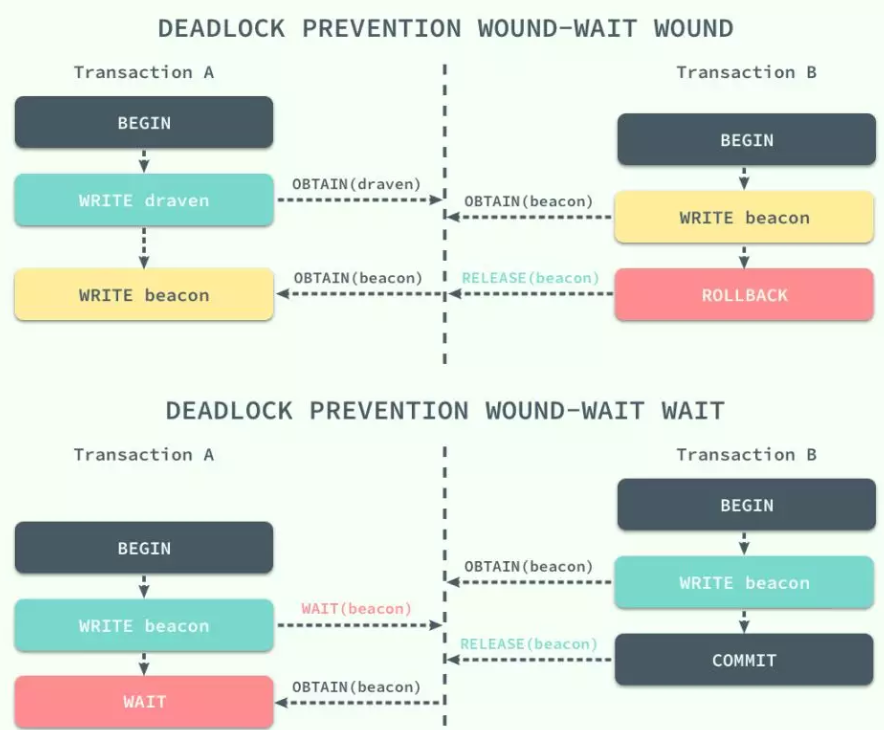 DEADLOCK PREVENTION WOUND-WAIT WOUND
Transaction A
Transaction B
BEGIN
BEGIN
WRITE draven
OBTAIN(draven)
OBTAIN(beacon)
WRITE beacon
WRITE beacon
OBTAIN(beacon)
RELEASE(beacon)
ROLLBACK
DEADLOCK PREVENTION WOUND-WAIT WAIT
Transaction A
Transaction B
BEGIN
BEGIN
OBTAIN(beacon)
WRITE beacon
WRITE beacon
WAIT(beacon)
RELEASE(beacon)
COMMIT
WAIT
OBTAIN(beacon)